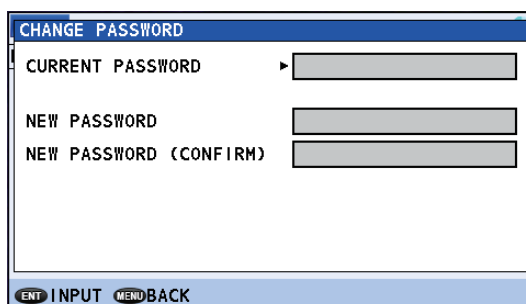 CHANGE PASSWORD
CURRENT PASSWORD
NEW PASSWORD
NEW PASSWORD (CONFIRM)
ENT INPUT MENU BACK